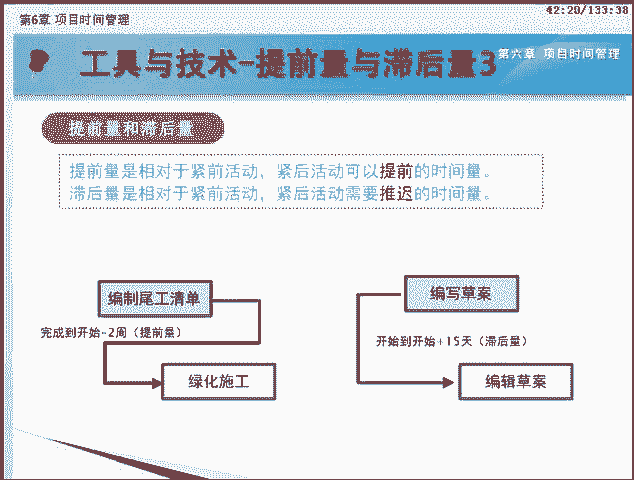 42:20/133:38
第6章 项目时间管理
工具与技术-提前量与滞后量3
第六章 项目时间管理
提前量和滞后量
提前量是相对于紧前活动，紧后活动可以提前的时间量。
滞后量是相对于紧前活动，紧后活动需要推迟的时间量。
编制尾工清单
完成到开始-2周（提前量）
绿化施工
编写草案
开始到开始+15天（滞后量）
编辑草案